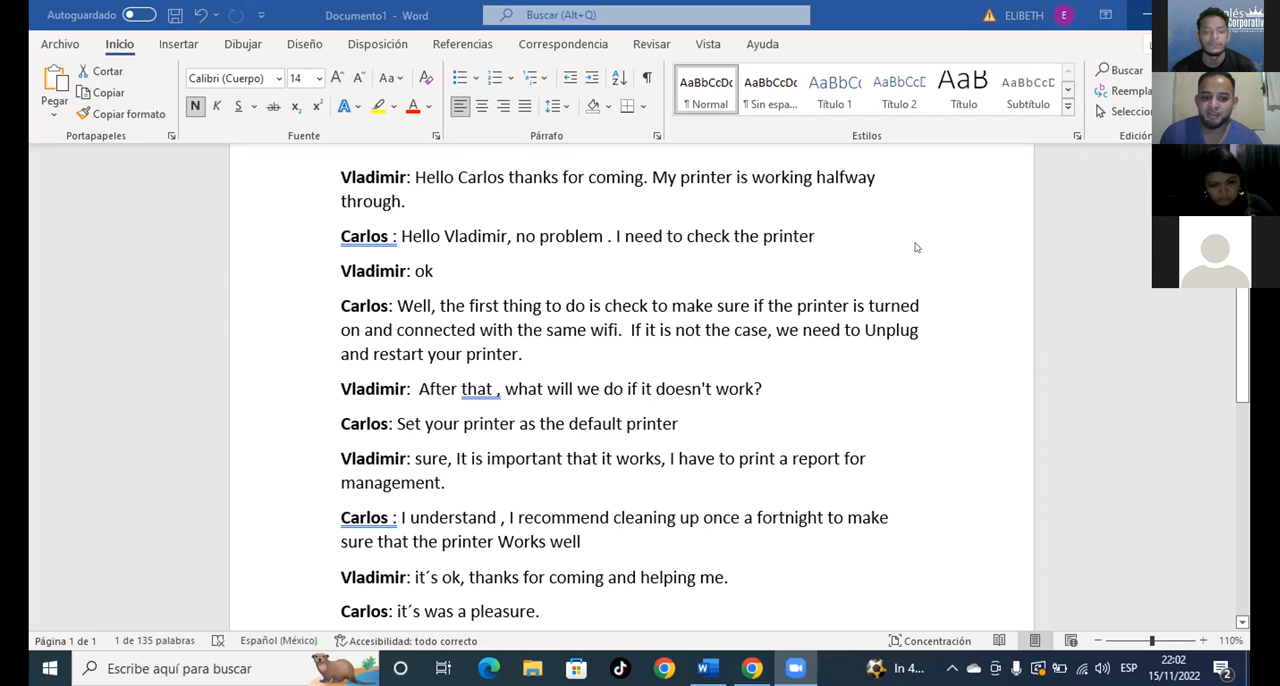 Autoguardado
Documento1 - Word
Buscar (Alt+Q)
ELIBETH
E
Archivo Inicio Insertar Dibujar Diseño Disposición Referencias Correspondencia Revisar Vista Ayuda
Pegar
Cortar
Copiar
Copiar formato
Portapapeles
Calibri (Cuerpo) 14
N K S ab x₂ x²
Fuente
Párrafo
AaBbCcDc AaBbCcDc AaBbCc AaBbCcD AaB AaBbCcD
¶ Normal ¶ Sin espa... Título 1 Título 2 Título Subtítulo
Estilos
Buscar
Vladimir: Hello Carlos thanks for coming. My printer is working halfway
through.
Carlos : Hello Vladimir, no problem . I need to check the printer
Vladimir: ok
Carlos: Well, the first thing to do is check to make sure if the printer is turned
on and connected with the same wifi. If it is not the case, we need to Unplug
and restart your printer.
Vladimir: After that , what will we do if it doesn't work?
Carlos: Set your printer as the default printer
Vladimir: sure, It is important that it works, I have to print a report for
management.
Carlos : I understand , I recommend cleaning up once a fortnight to make
sure that the printer Works well
Vladimir: it´s ok, thanks for coming and helping me.
Carlos: it´s was a pleasure.
Página 1 de 1 1 de 135 palabras Español (México) Accesibilidad: todo correcto Concentración 110%
Escribe aquí para buscar
In 4...
ESP
22:02
15/11/2022
2